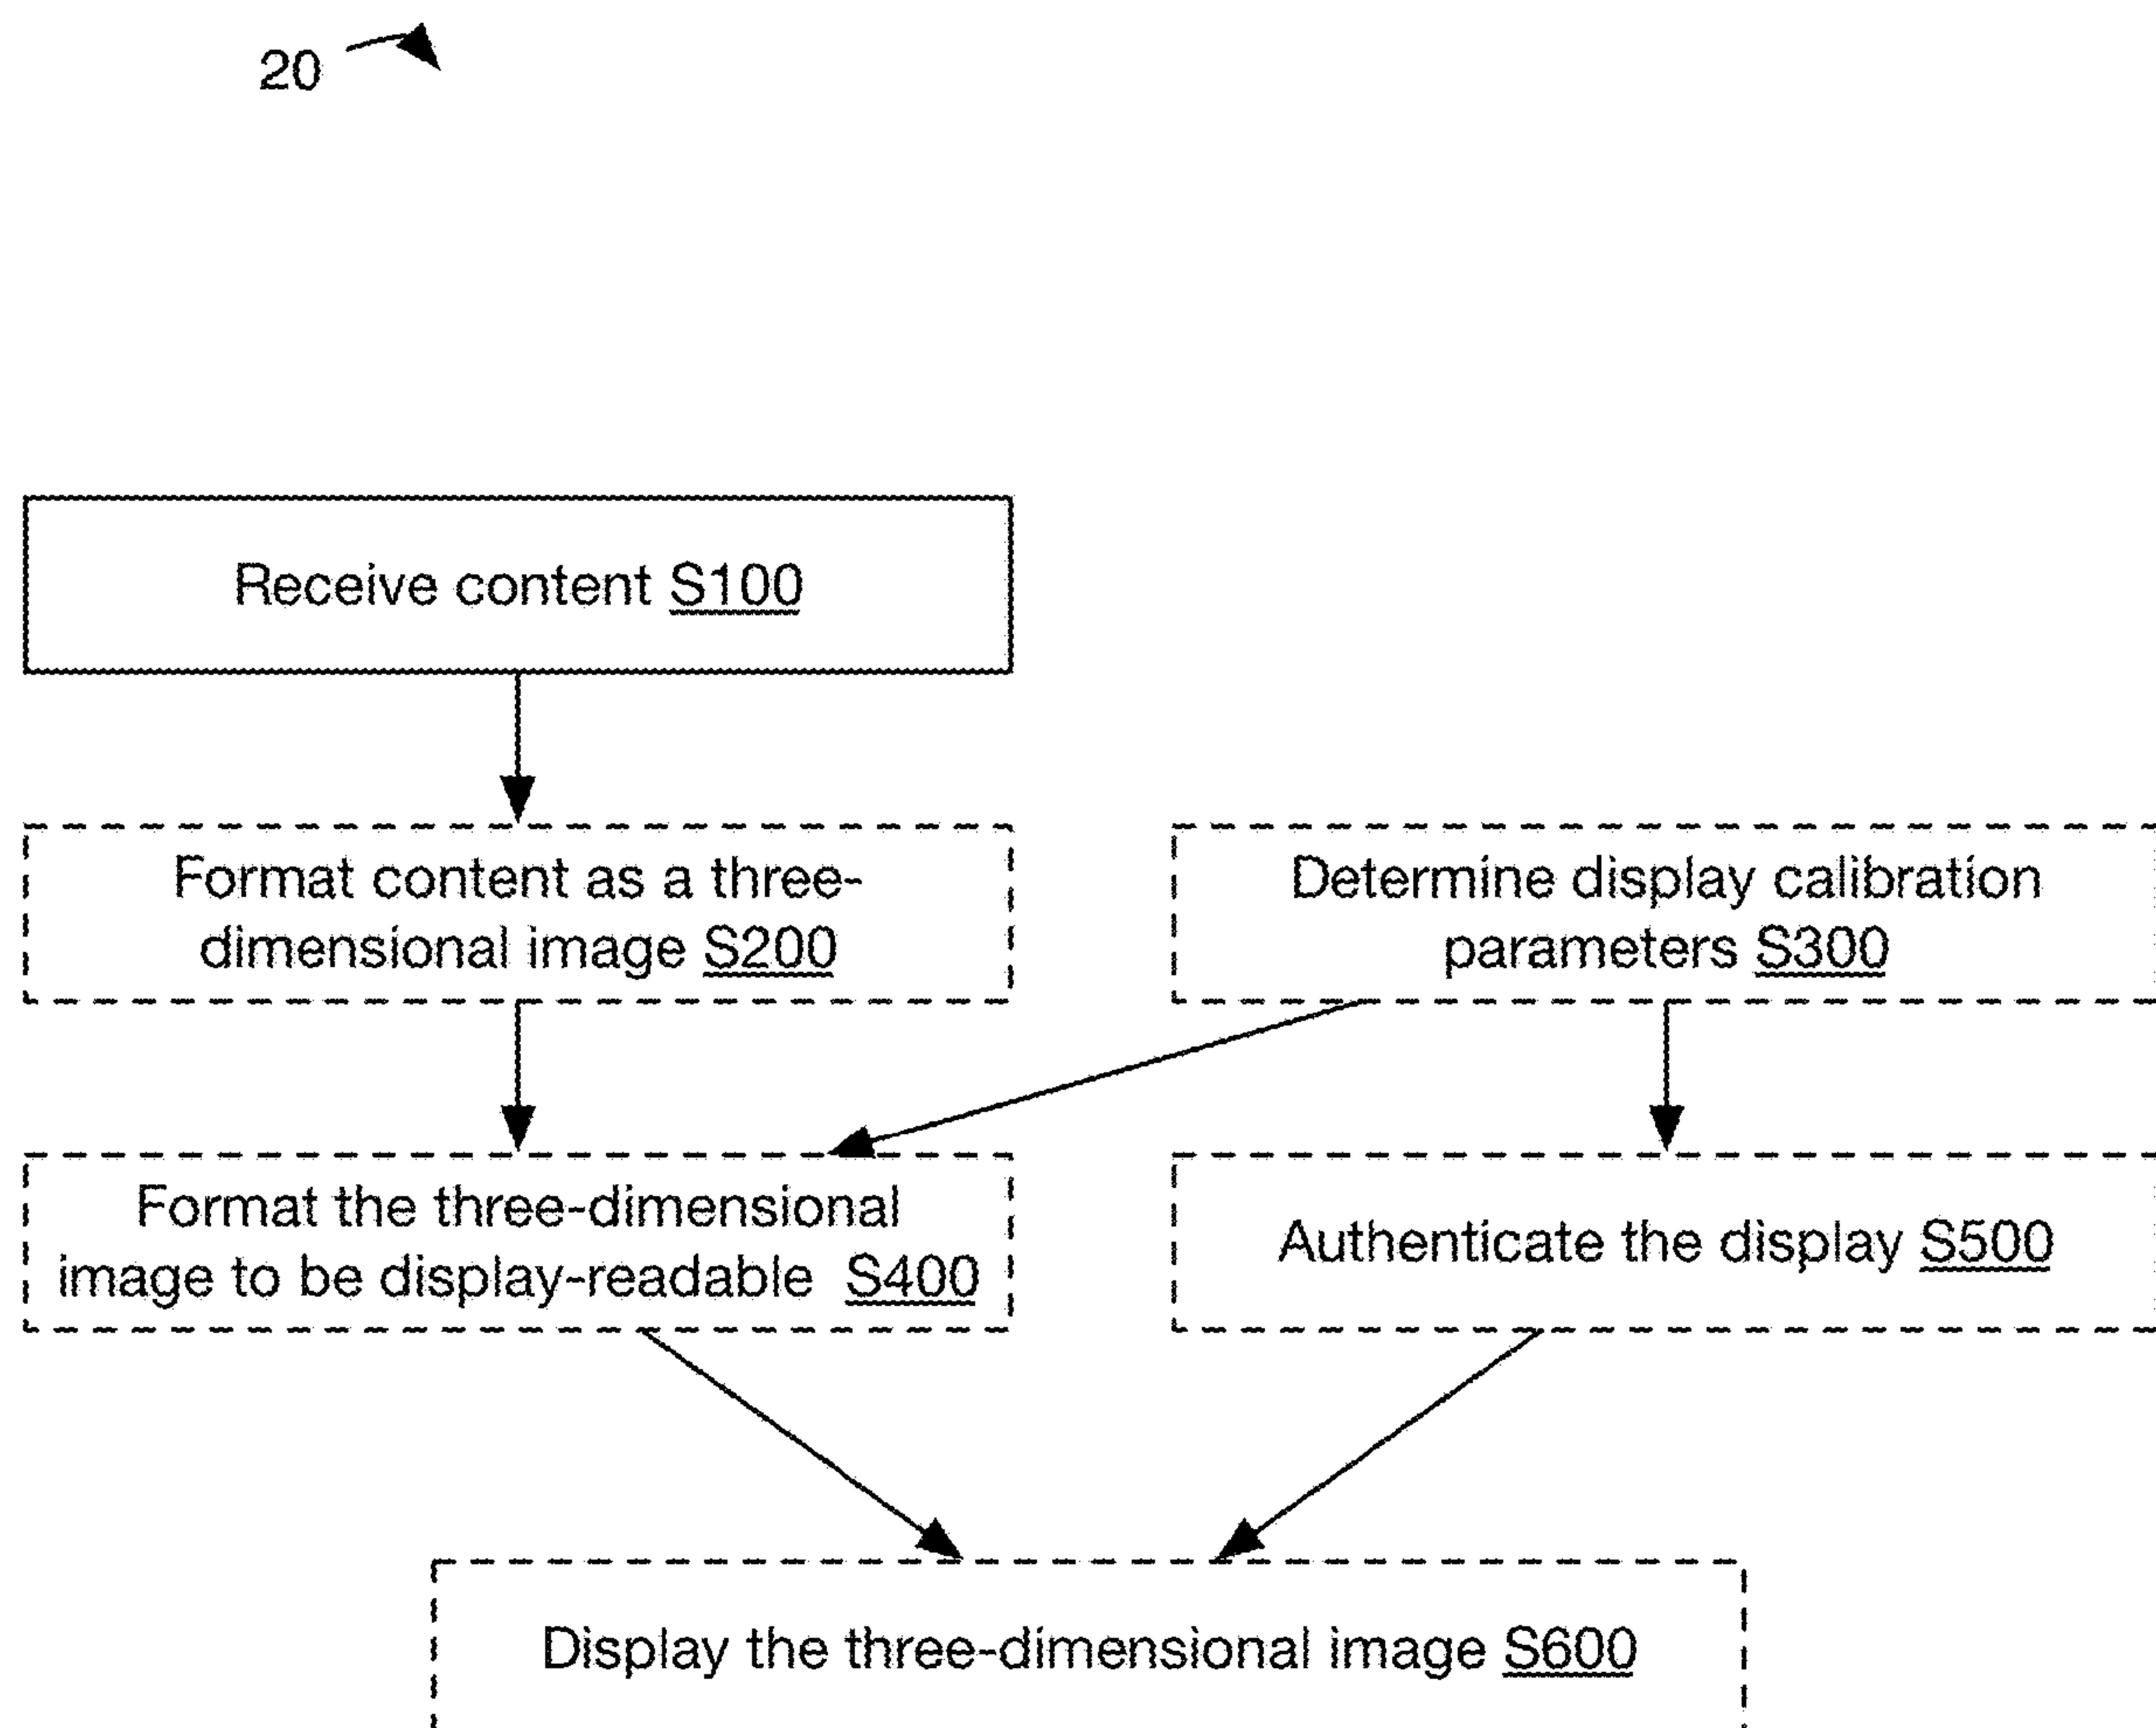 20
Receive content S100
Format content as a three-
dimensional image S200
Determine display calibration
parameters S300
Format the three-dimensional
image to be display-readable S400
Authenticate the display S500
Display the three-dimensional image S600